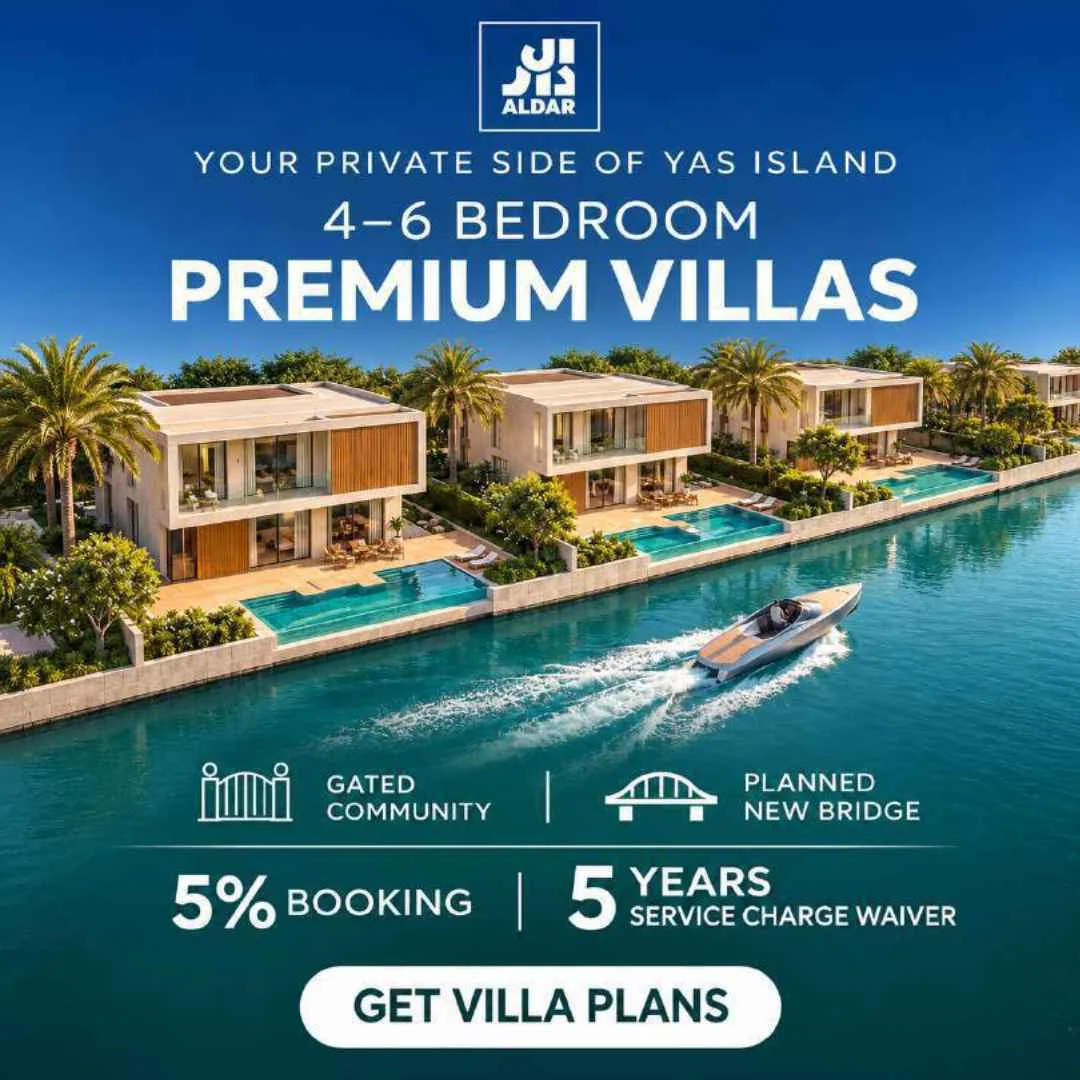 الدار
ALDAR
YOUR PRIVATE SIDE OF YAS ISLAND
4–6 BEDROOM
PREMIUM VILLAS
GATED
COMMUNITY
PLANNED
NEW BRIDGE
5% BOOKING
5 YEARS
SERVICE CHARGE WAIVER
GET VILLA PLANS